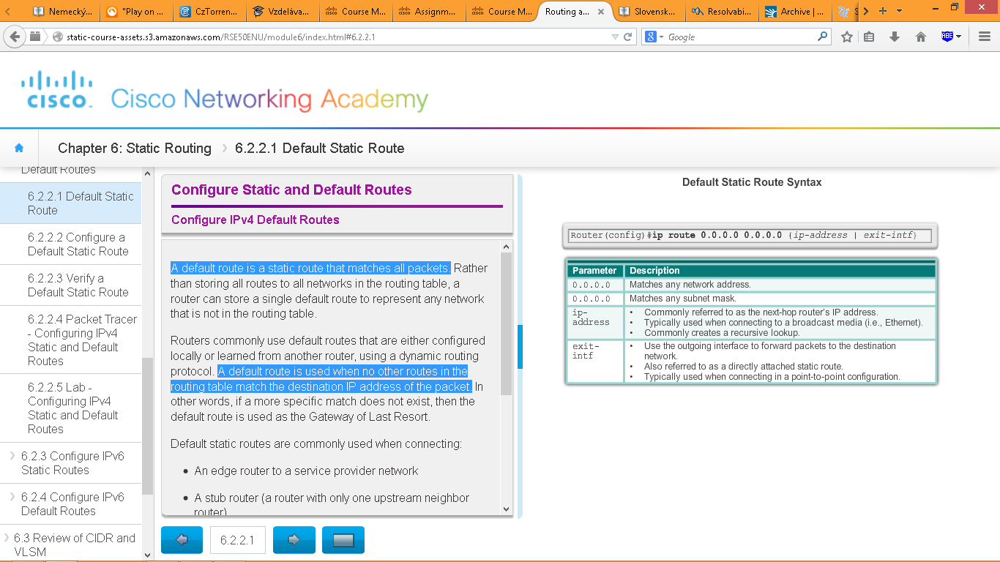 Nemecký...
"Play on ...
CzTorren...
Vzdeláva...
Course M...
Assignm...
Course M...
Routing a...
Slovensk...
Resolvabi...
Archive | ...
static-course-assets.s3.amazonaws.com/RSE50ENU/module6/index.html#6.2.2.1
Google
ABE
cisco.
Cisco Networking Academy
Chapter 6: Static Routing
6.2.2.1 Default Static Route
Default Routes
6.2.2.1 Default Static
Route
6.2.2.2 Configure a
Default Static Route
6.2.2.3 Verify a
Default Static Route
6.2.2.4 Packet Tracer
- Configuring IPv4
Static and Default
Routes
6.2.2.5 Lab -
Configuring IPv4
Static and Default
Routes
6.2.3 Configure IPv6
Static Routes
6.2.4 Configure IPv6
Default Routes
6.3 Review of CIDR and
VLSM
Configure Static and Default Routes
Configure IPv4 Default Routes
A default route is a static route that matches all packets. Rather
than storing all routes to all networks in the routing table, a
router can store a single default route to represent any network
that is not in the routing table.
Routers commonly use default routes that are either configured
locally or learned from another router, using a dynamic routing
protocol. A default route is used when no other routes in the
routing table match the destination IP address of the packet. In
other words, if a more specific match does not exist, then the
default route is used as the Gateway of Last Resort.
Default static routes are commonly used when connecting:
• An edge router to a service provider network
• A stub router (a router with only one upstream neighbor
router)
6.2.2.1
Default Static Route Syntax
Router(config)#ip route 0.0.0.0 0.0.0.0 {ip-address | exit-intf}
Parameter Description
0.0.0.0 Matches any network address.
0.0.0.0 Matches any subnet mask.
ip-
address
• Commonly referred to as the next-hop router's IP address.
• Typically used when connecting to a broadcast media (i.e., Ethernet).
• Commonly creates a recursive lookup.
exit-
intf
• Use the outgoing interface to forward packets to the destination
network.
• Also referred to as a directly attached static route.
• Typically used when connecting in a point-to-point configuration.